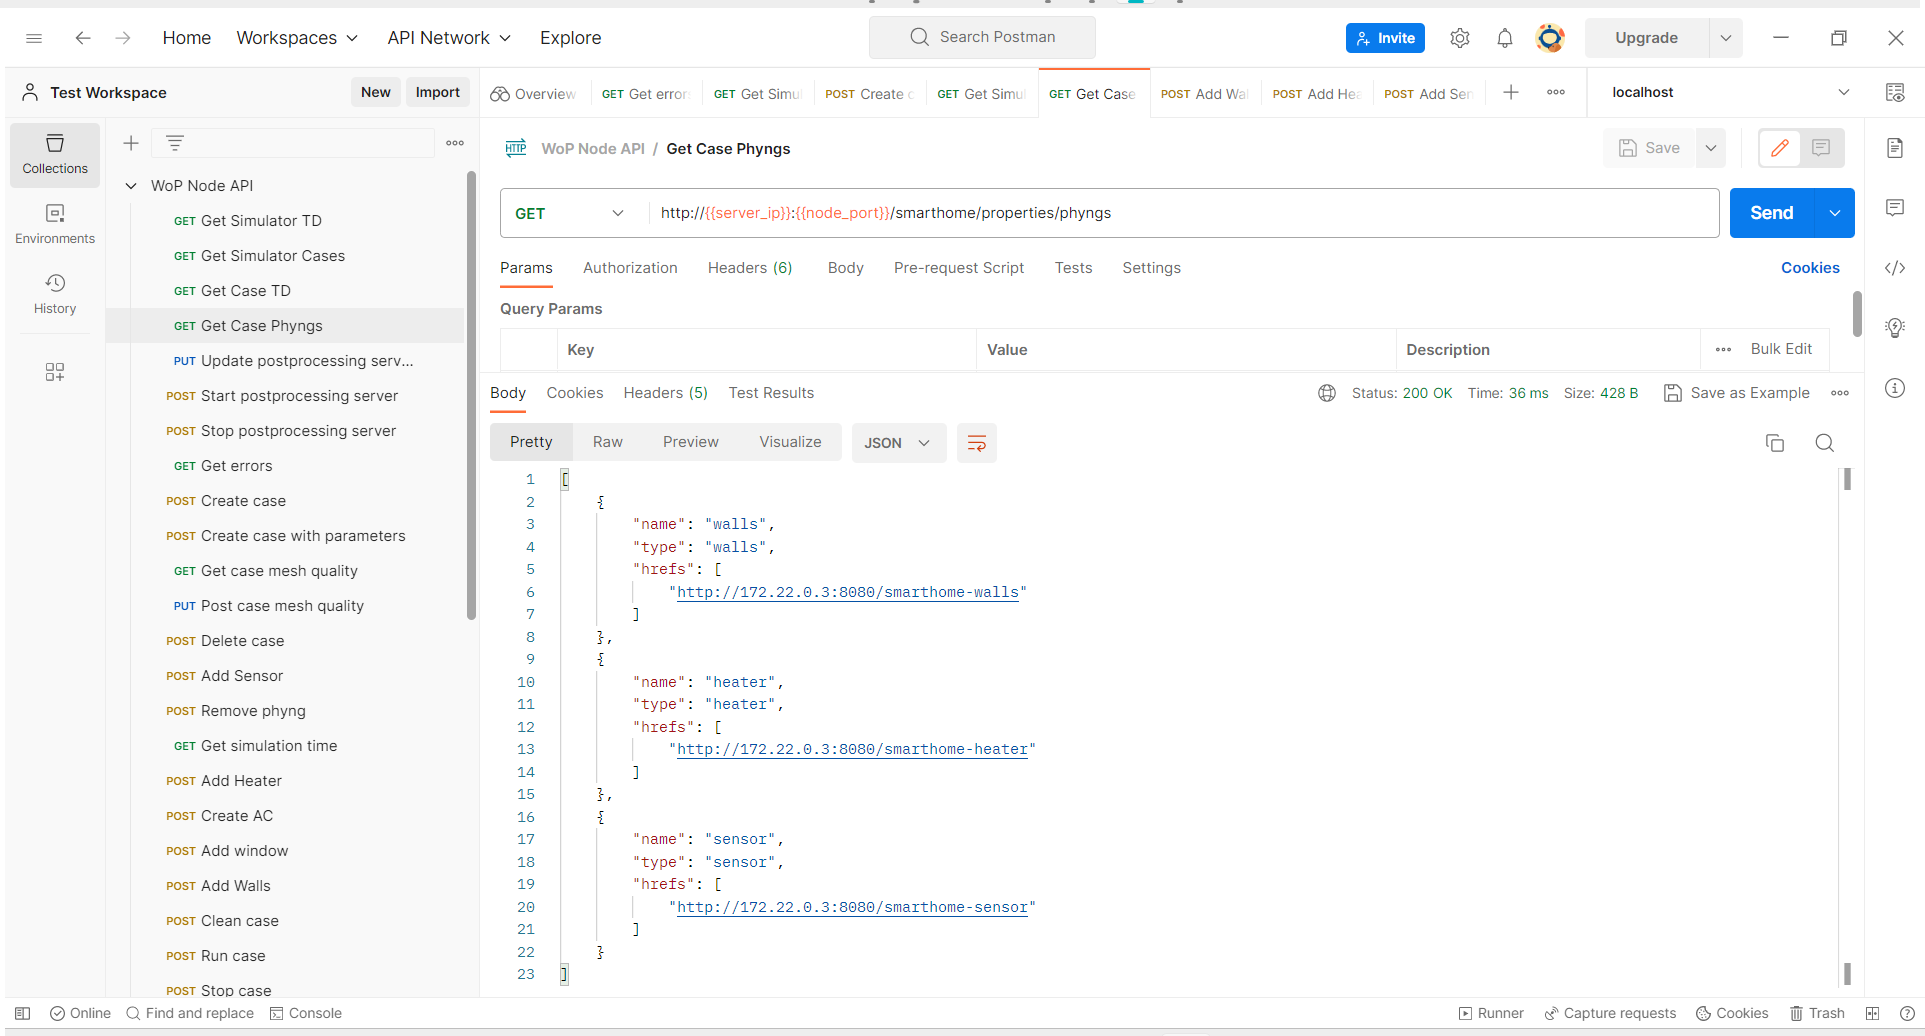 Home Workspaces API Network Explore Search Postman Invite Upgrade
Test Workspace New Import Overview GET Get error GET Get Simul POST Create c GET Get Simul GET Get Case POST Add Wal POST Add Hea POST Add Sen localhost
Collections
Environments
History
WoP Node API
GET Get Simulator TD
GET Get Simulator Cases
GET Get Case TD
GET Get Case Phyngs
PUT Update postprocessing serv...
POST Start postprocessing server
POST Stop postprocessing server
GET Get errors
POST Create case
POST Create case with parameters
GET Get case mesh quality
PUT Post case mesh quality
POST Delete case
POST Add Sensor
POST Remove phyng
GET Get simulation time
POST Add Heater
POST Create AC
POST Add window
POST Add Walls
POST Clean case
POST Run case
POST Stop case
HTTP WoP Node API / Get Case Phyngs Save
GET http://{{server_ip}}:{{node_port}}/smarthome/properties/phyngs Send
Params Authorization Headers (6) Body Pre-request Script Tests Settings Cookies
Query Params
Key Value Description Bulk Edit
Body Cookies Headers (5) Test Results Status: 200 OK Time: 36 ms Size: 428 B Save as Example
Pretty Raw Preview Visualize JSON
1 [
2 {
3 "name": "walls",
4 "type": "walls",
5 "hrefs": [
6 "http://172.22.0.3:8080/smarthome-walls"
7 ]
8 },
9 {
10 "name": "heater",
11 "type": "heater",
12 "hrefs": [
13 "http://172.22.0.3:8080/smarthome-heater"
14 ]
15 },
16 {
17 "name": "sensor",
18 "type": "sensor",
19 "hrefs": [
20 "http://172.22.0.3:8080/smarthome-sensor"
21 ]
22 }
23 ]
Online Find and replace Console Runner Capture requests Cookies Trash